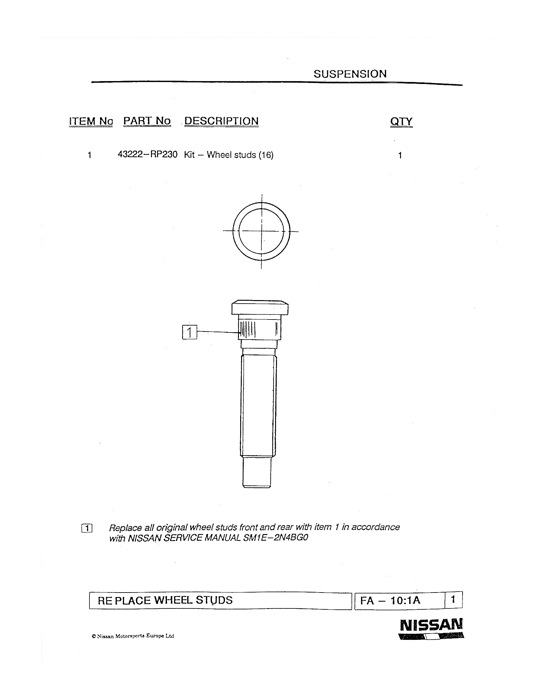 SUSPENSION
ITEM No PART No DESCRIPTION QTY
1 43222-RP230 Kit - Wheel studs (16) 1
1
1 Replace all original wheel studs front and rear with item 1 in accordance
with NISSAN SERVICE MANUAL SM1E-2N4BG0
REPLACE WHEEL STUDS FA - 10:1A 1
© Nissan Motorsports Europe Ltd
NISSAN